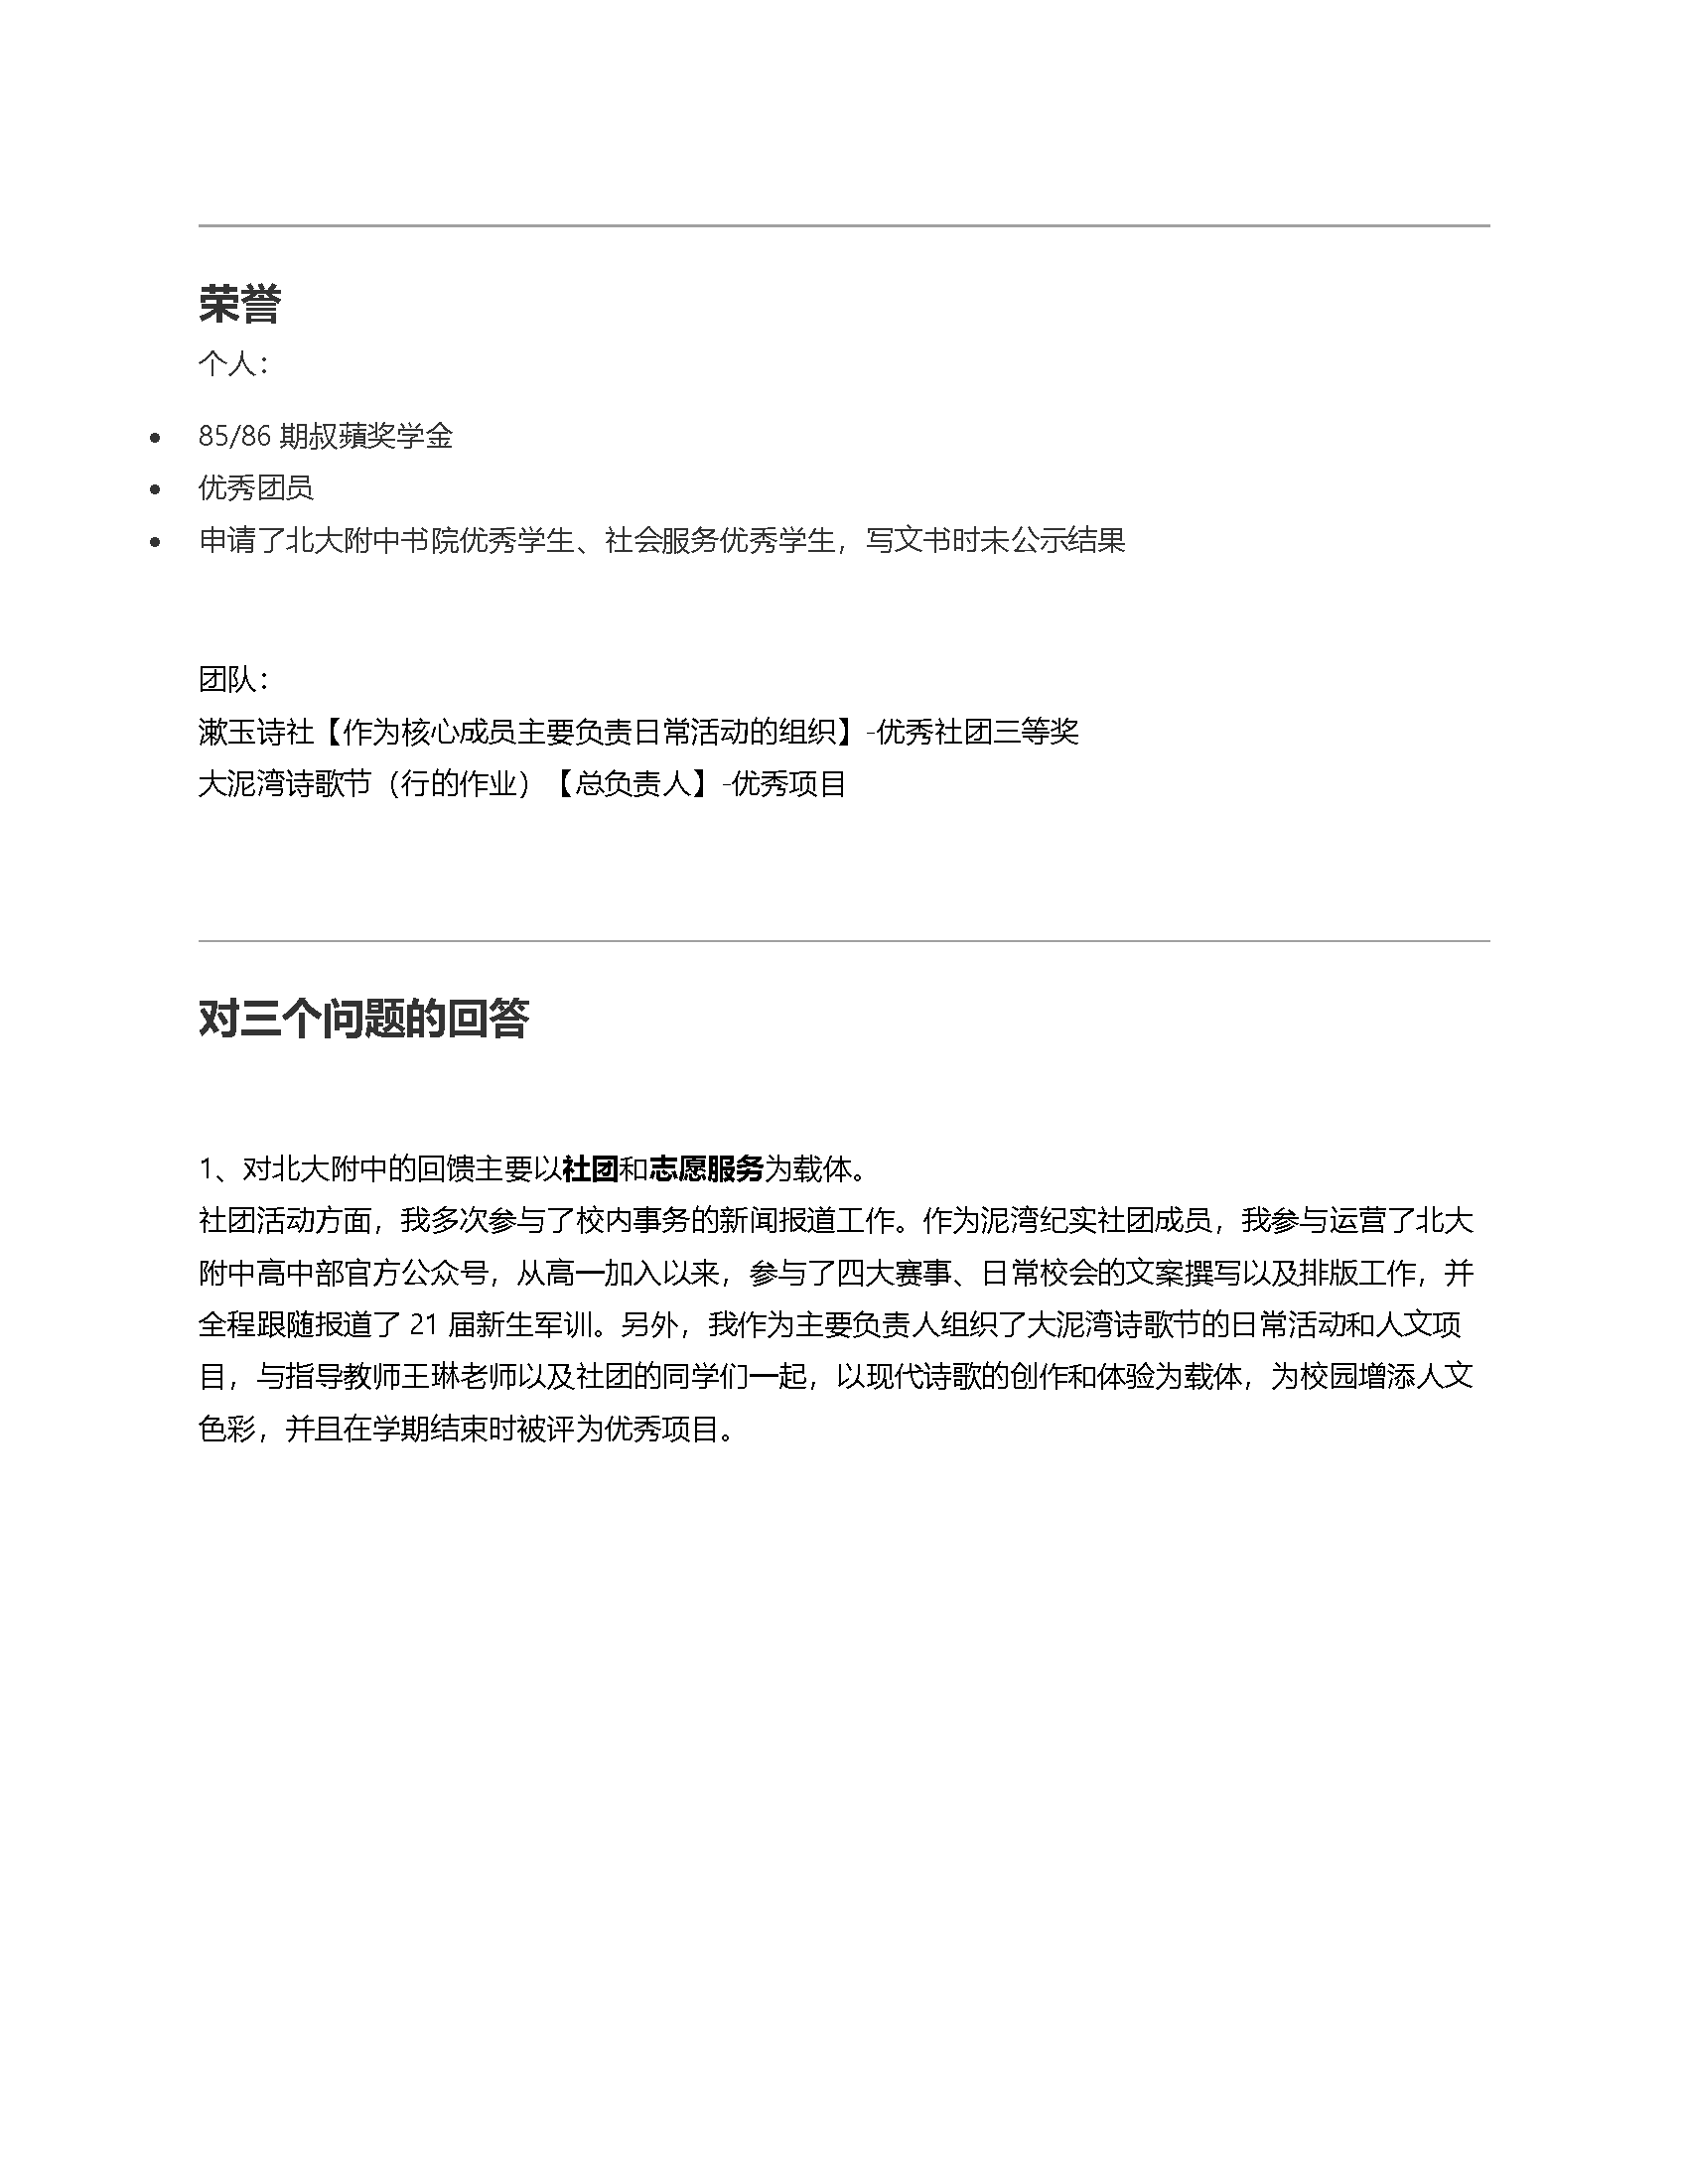 荣誉
个人：
• 85/86 期叔蘋奖学金
• 优秀团员
• 申请了北大附中书院优秀学生、社会服务优秀学生，写文书时未公示结果
团队：
漱玉诗社【作为核心成员主要负责日常活动的组织】-优秀社团三等奖
大泥湾诗歌节（行的作业）【总负责人】-优秀项目
对三个问题的回答
1、对北大附中的回馈主要以社团和志愿服务为载体。
社团活动方面，我多次参与了校内事务的新闻报道工作。作为泥湾纪实社团成员，我参与运营了北大
附中高中部官方公众号，从高一加入以来，参与了四大赛事、日常校会的文案撰写以及排版工作，并
全程跟随报道了 21 届新生军训。另外，我作为主要负责人组织了大泥湾诗歌节的日常活动和人文项
目，与指导教师王琳老师以及社团的同学们一起，以现代诗歌的创作和体验为载体，为校园增添人文
色彩，并且在学期结束时被评为优秀项目。